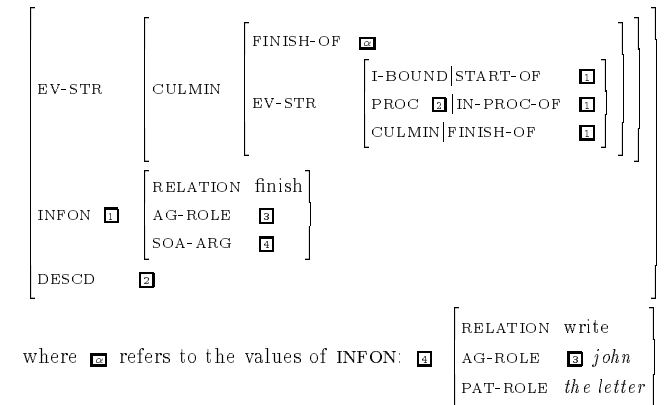 FINISH-OF α
I-BOUND|START-OF 1
EV-STR CULMIN EV-STR PROC 2|IN-PROC-OF 1
CULMIN|FINISH-OF 1
RELATION finish
INFON 1 AG-ROLE 3
SOA-ARG 4
DESCD 2
RELATION write
where α refers to the values of INFON: 4 AG-ROLE 3 john
PAT-ROLE the letter